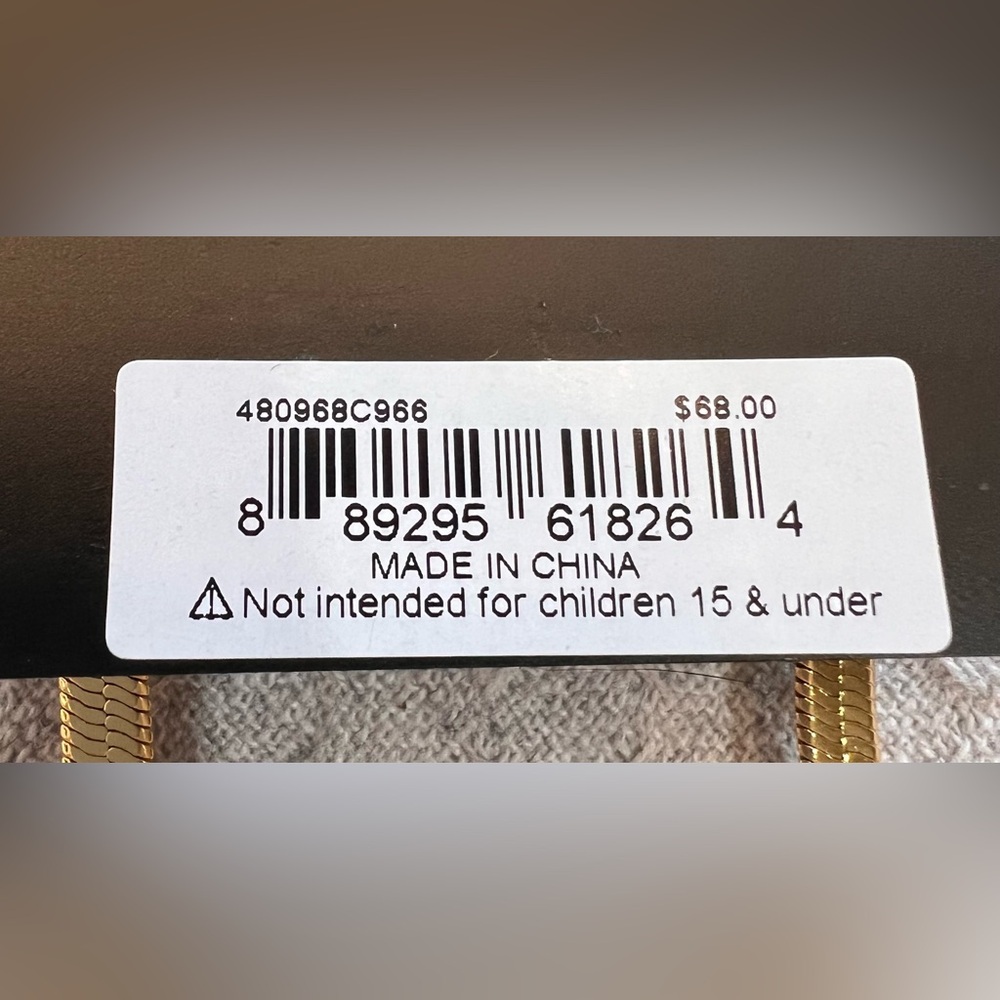 480968C966 $68.00
8 89295 61826 4
MADE IN CHINA
⚠ Not intended for children 15 & under